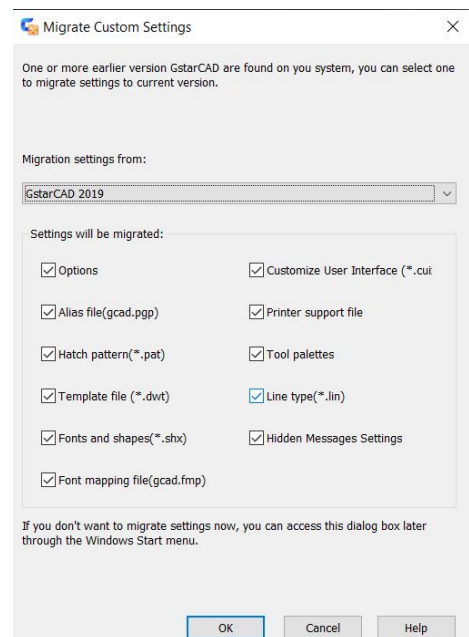 Migrate Custom Settings
One or more earlier version GstarCAD are found on you system, you can select one
to migrate settings to current version.
Migration settings from:
GstarCAD 2019
Settings will be migrated:
Options
Customize User Interface (*.cui
Alias file(gcad.pgp)
Printer support file
Hatch pattern(*.pat)
Tool palettes
Template file (*.dwt)
Line type(*.lin)
Fonts and shapes(*.shx)
Hidden Messages Settings
Font mapping file(gcad.fmp)
If you don't want to migrate settings now, you can access this dialog box later
through the Windows Start menu.
OK
Cancel
Help